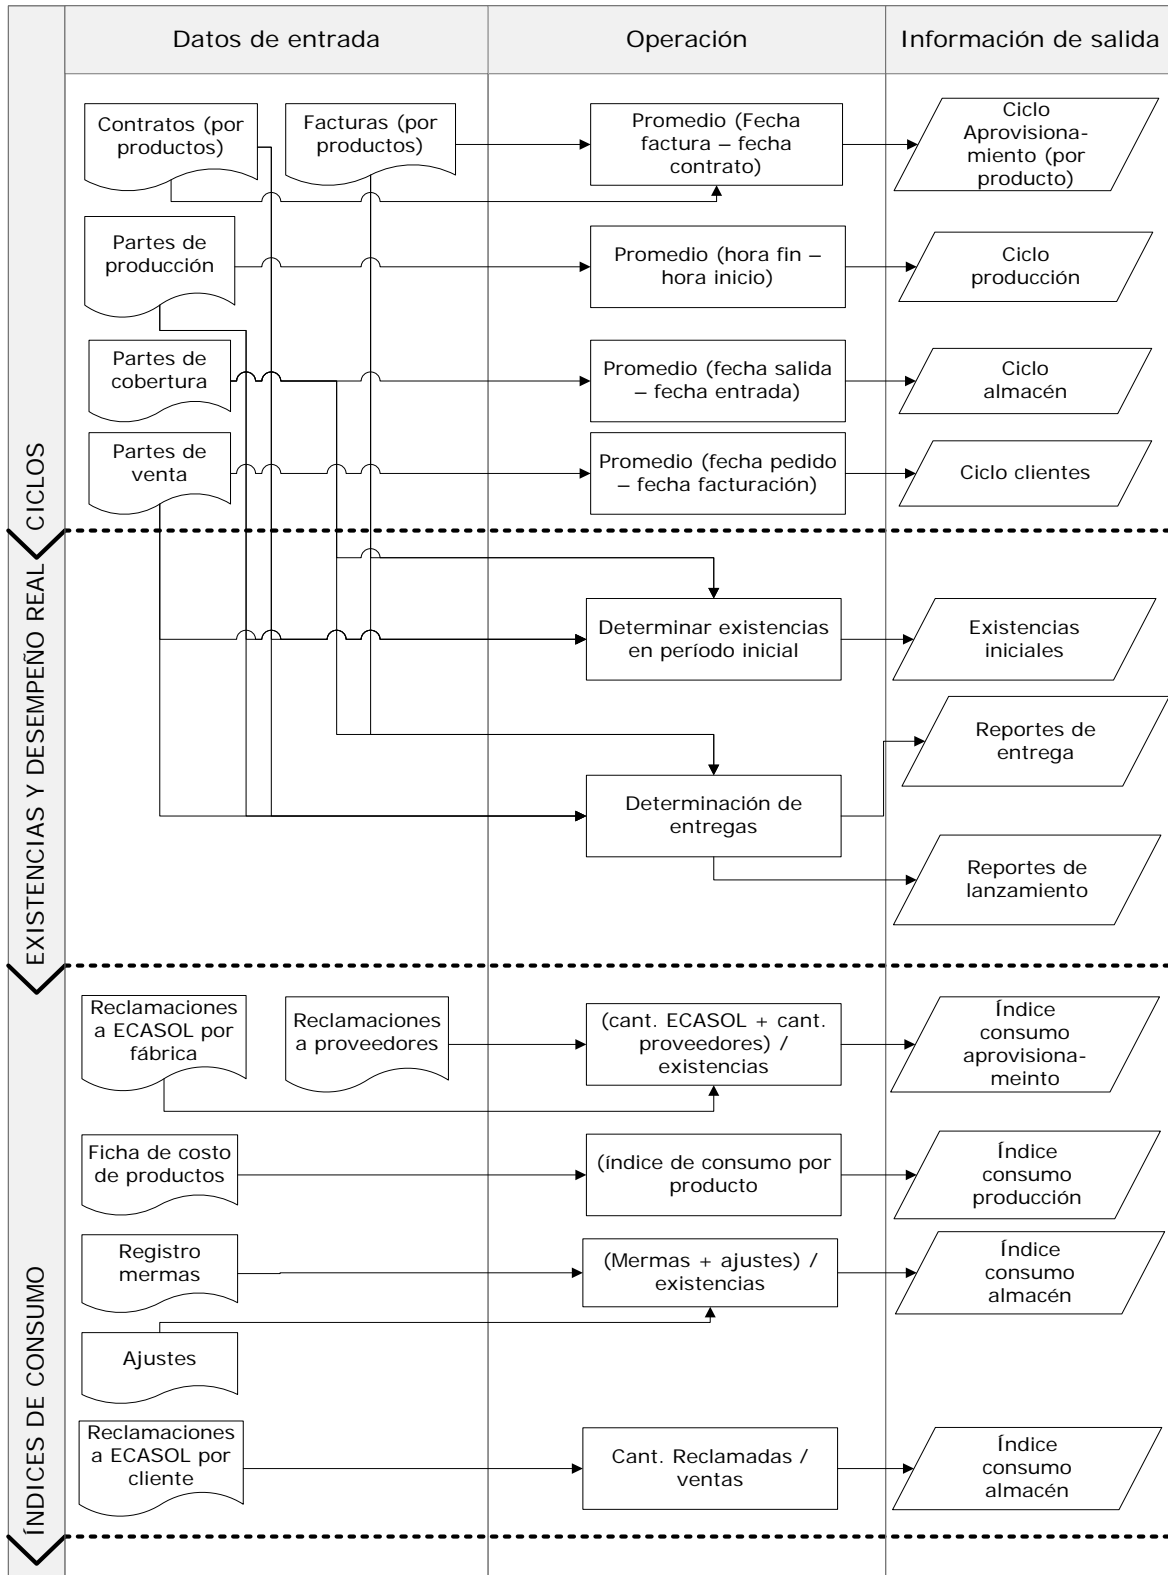 Datos de entrada
Operación
Información de salida
CICLOS
Contratos (por
productos)
Facturas (por
productos)
Promedio (Fecha
factura – fecha
contrato)
Ciclo
Aprovisiona-
miento (por
producto)
Partes de
producción
Promedio (hora fin –
hora inicio)
Ciclo
producción
Partes de
cobertura
Promedio (fecha salida
– fecha entrada)
Ciclo
almacén
Partes de
venta
Promedio (fecha pedido
– fecha facturación)
Ciclo clientes
EXISTENCIAS Y DESEMPEÑO REAL
Determinar existencias
en período inicial
Existencias
iniciales
Reportes de
entrega
Determinación de
entregas
Reportes de
lanzamiento
ÍNDICES DE CONSUMO
Reclamaciones
a ECASOL por
fábrica
Reclamaciones
a proveedores
(cant. ECASOL + cant.
proveedores) /
existencias
Índice
consumo
aprovisiona-
meinto
Ficha de costo
de productos
(índice de consumo por
producto
Índice
consumo
producción
Registro
mermas
(Mermas + ajustes) /
existencias
Índice
consumo
almacén
Ajustes
Reclamaciones
a ECASOL por
cliente
Cant. Reclamadas /
ventas
Índice
consumo
almacén